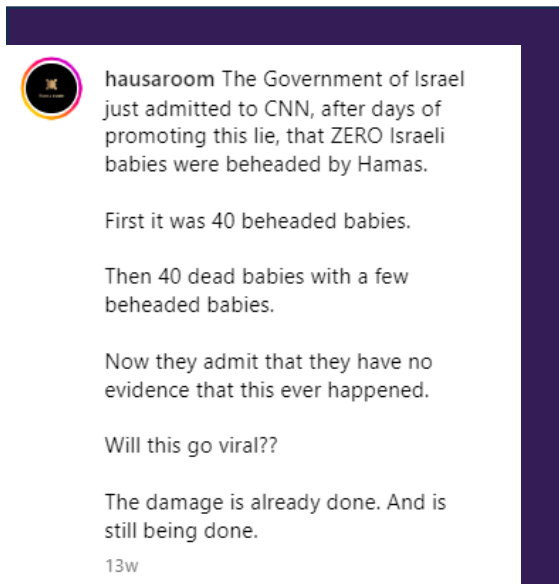 hausaroom The Government of Israel
just admitted to CNN, after days of
promoting this lie, that ZERO Israeli
babies were beheaded by Hamas.
First it was 40 beheaded babies.
Then 40 dead babies with a few
beheaded babies.
Now they admit that they have no
evidence that this ever happened.
Will this go viral??
The damage is already done. And is
still being done.
13w